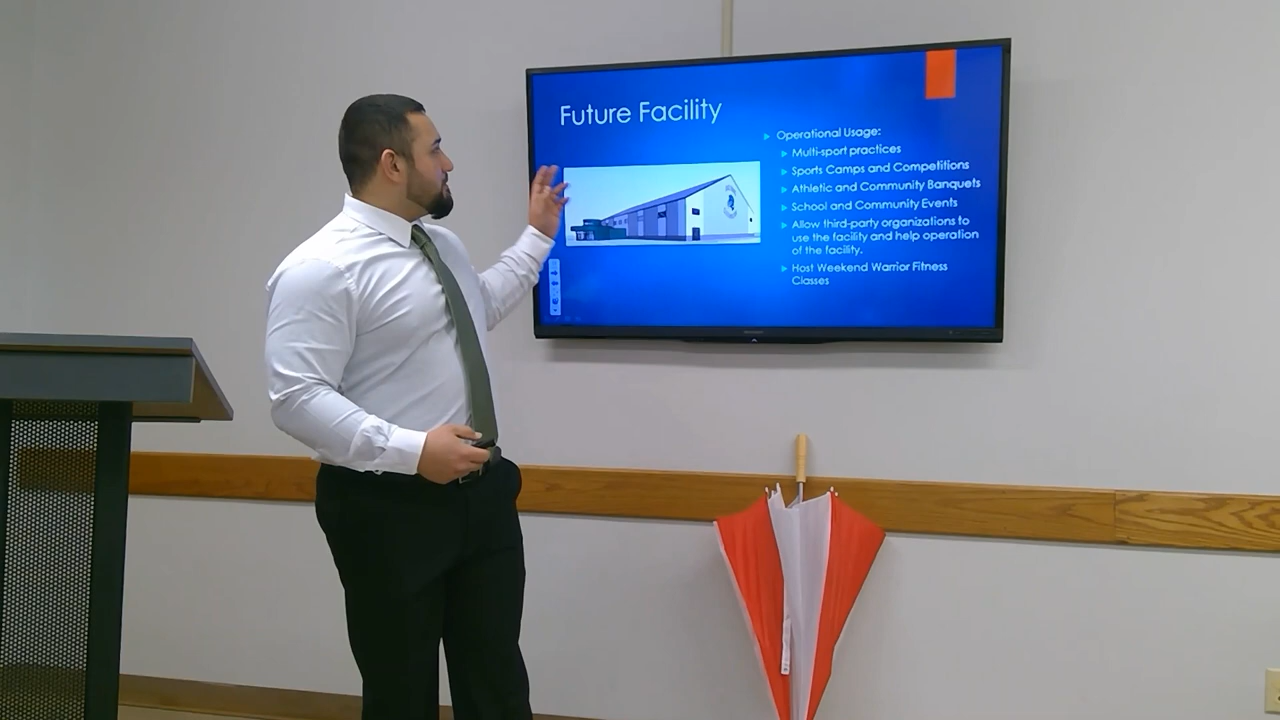 Future Facility
Operational Usage:
Multi-sport practices
Sports Camps and Competitions
Athletic and Community Banquets
School and Community Events
Allow third-party organizations to
use the facility and help operation
of the facility.
Host Weekend Warrior Fitness
Classes